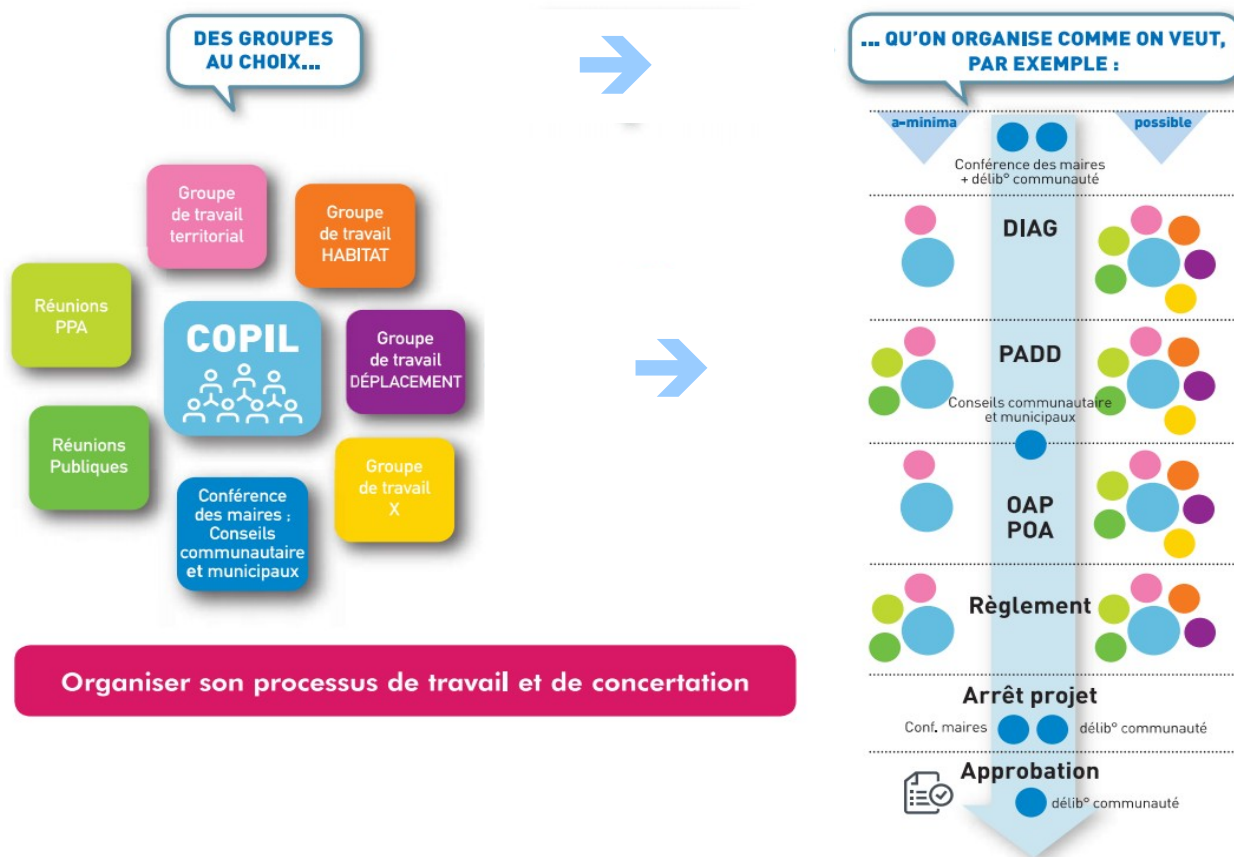 DES GROUPES
AU CHOIX...
... QU'ON ORGANISE COMME ON VEUT,
PAR EXEMPLE :
Groupe
de travail
territorial
Groupe
de travail
HABITAT
Réunions
PPA
COPIL
Groupe
de travail
DÉPLACEMENT
Réunions
Publiques
Groupe
de travail
X
Conférence
des maires :
Conseils
communautaire
et municipaux
Organiser son processus de travail et de concertation
a-minima
possible
Conférence des maires
+ délib° communauté
DIAG
PADD
Conseils communautaire
et municipaux
OAP
POA
Règlement
Arrêt projet
Conf. maires
délib° communauté
Approbation
délib° communauté